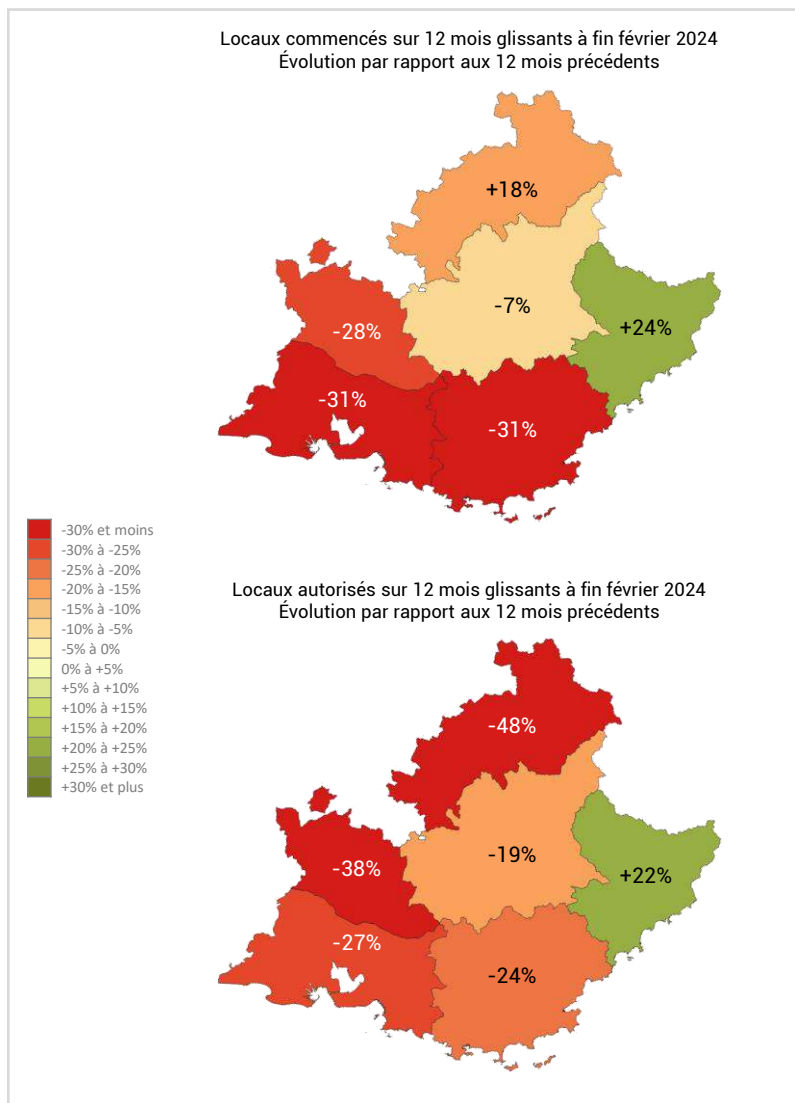 Locaux commencés sur 12 mois glissants à fin février 2024
Évolution par rapport aux 12 mois précédents
+18%
-7%
+24%
-28%
-31%
-31%
-30% et moins
-30% à -25%
-25% à -20%
-20% à -15%
-15% à -10%
-10% à -5%
-5% à 0%
0% à +5%
+5% à +10%
+10% à +15%
+15% à +20%
+20% à +25%
+25% à +30%
+30% et plus
Locaux autorisés sur 12 mois glissants à fin février 2024
Évolution par rapport aux 12 mois précédents
-48%
-19%
+22%
-38%
-27%
-24%